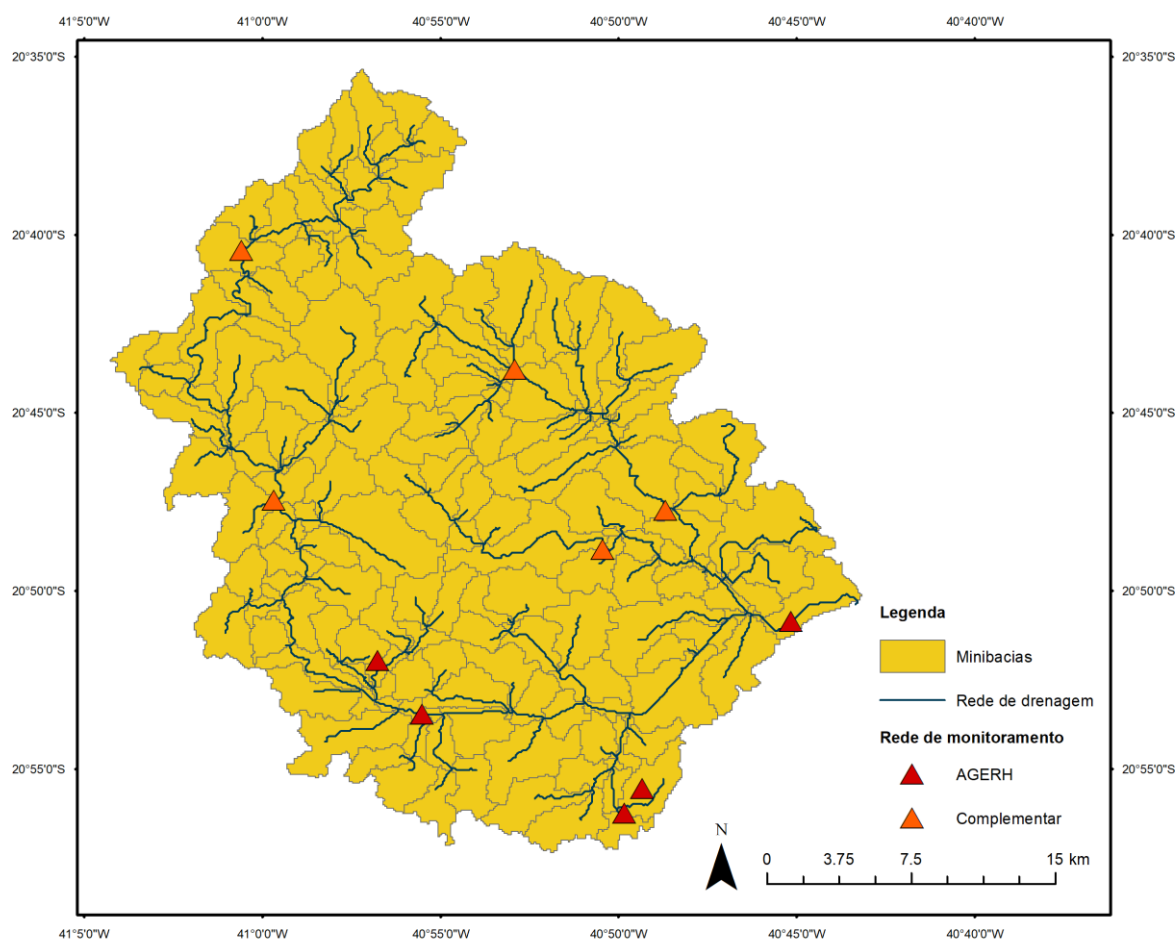 41°5'0"W 41°0'0"W 40°55'0"W 40°50'0"W 40°45'0"W 40°40'0"W
20°35'0"S 20°35'0"S
20°40'0"S 20°40'0"S
20°45'0"S 20°45'0"S
20°50'0"S 20°50'0"S
Legenda
Minibacias
Rede de drenagem
Rede de monitoramento
20°55'0"S 20°55'0"S
AGERH
Complementar
N
0 3.75 7.5 15 km
41°5'0"W 41°0'0"W 40°55'0"W 40°50'0"W 40°45'0"W 40°40'0"W